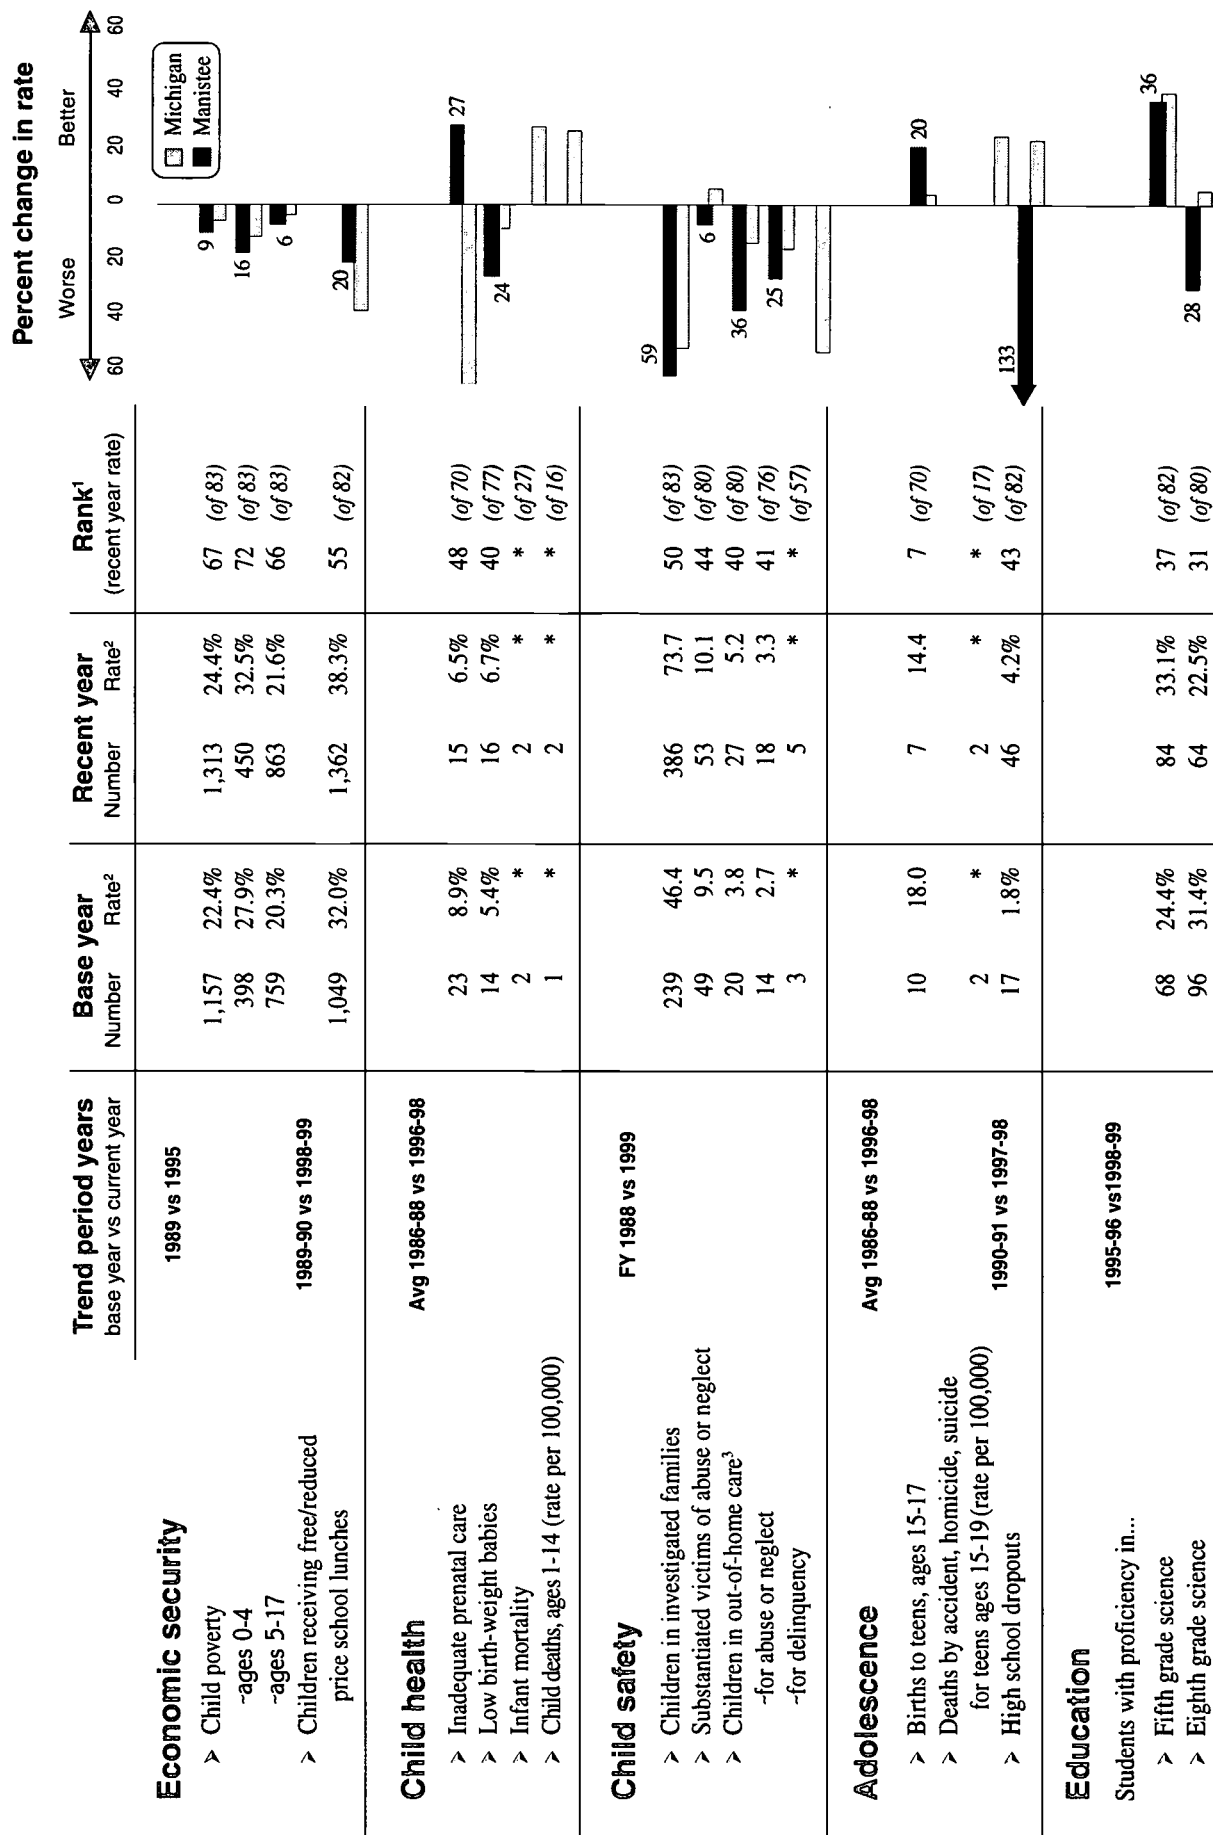 Trend period years Base year Recent year Rank¹ Percent change in rate
base year vs current year Number Rate² Number Rate² (recent year rate) Worse Better
60 40 20 0 20 40 60
Michigan
Manistee
Economic security
1989 vs 1995
➢ Child poverty 1,157 22.4% 1,313 24.4% 67 (of 83) 9
~ages 0-4 398 27.9% 450 32.5% 72 (of 83) 16
~ages 5-17 759 20.3% 863 21.6% 66 (of 83) 6
➢ Children receiving free/reduced 1989-90 vs 1998-99
price school lunches 1,049 32.0% 1,362 38.3% 55 (of 82) 20
Child health
Avg 1986-88 vs 1996-98
➢ Inadequate prenatal care 23 8.9% 15 6.5% 48 (of 70) 27
➢ Low birth-weight babies 14 5.4% 16 6.7% 40 (of 77) 24
➢ Infant mortality 2 * 2 * * (of 27)
➢ Child deaths, ages 1-14 (rate per 100,000) 1 * 2 * * (of 16)
Child safety
FY 1988 vs 1999
➢ Children in investigated families 239 46.4 386 73.7 50 (of 83) 59
➢ Substantiated victims of abuse or neglect 49 9.5 53 10.1 44 (of 80) 6
➢ Children in out-of-home care³ 20 3.8 27 5.2 40 (of 80) 36
~for abuse or neglect 14 2.7 18 3.3 41 (of 76) 25
~for delinquency 3 * 5 * * (of 57)
Adolescence
Avg 1986-88 vs 1996-98
➢ Births to teens, ages 15-17 10 18.0 7 14.4 7 (of 70) 20
➢ Deaths by accident, homicide, suicide
for teens ages 15-19 (rate per 100,000) 2 * 2 * * (of 17)
➢ High school dropouts 1990-91 vs 1997-98 17 1.8% 46 4.2% 43 (of 82) 133
Education
Students with proficiency in... 1995-96 vs1998-99
➢ Fifth grade science 68 24.4% 84 33.1% 37 (of 82) 36
➢ Eighth grade science 96 31.4% 64 22.5% 31 (of 80) 28